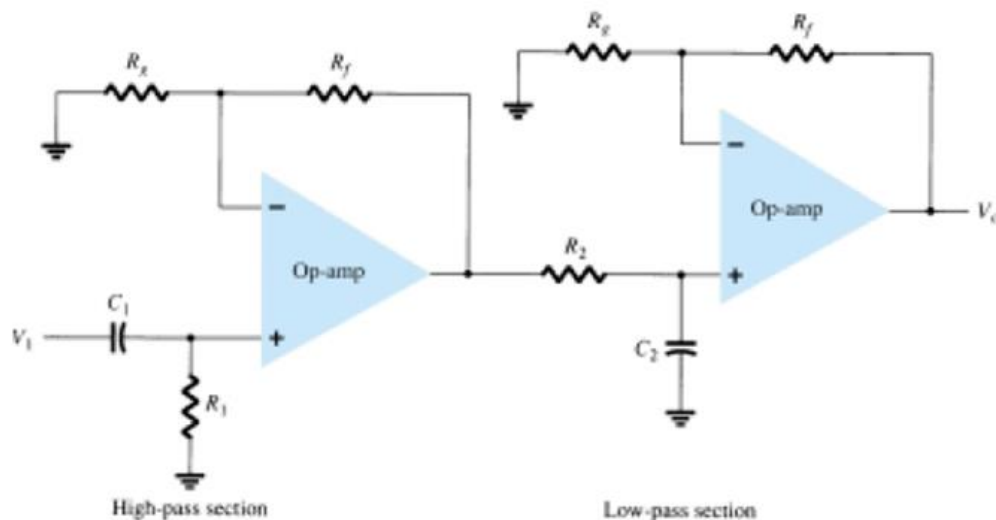 R_g
R_f
R_g
R_f
−
Op-amp
+
−
Op-amp
+
V_o
R_2
C_2
C_1
V_1
R_1
High-pass section
Low-pass section